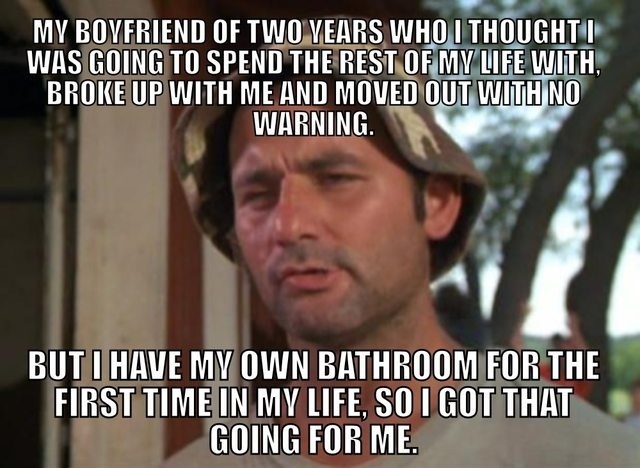 MY BOYFRIEND OF TWO YEARS WHO I THOUGHT I
WAS GOING TO SPEND THE REST OF MY LIFE WITH,
BROKE UP WITH ME AND MOVED OUT WITH NO
WARNING.
BUT I HAVE MY OWN BATHROOM FOR THE
FIRST TIME IN MY LIFE, SO I GOT THAT
GOING FOR ME.